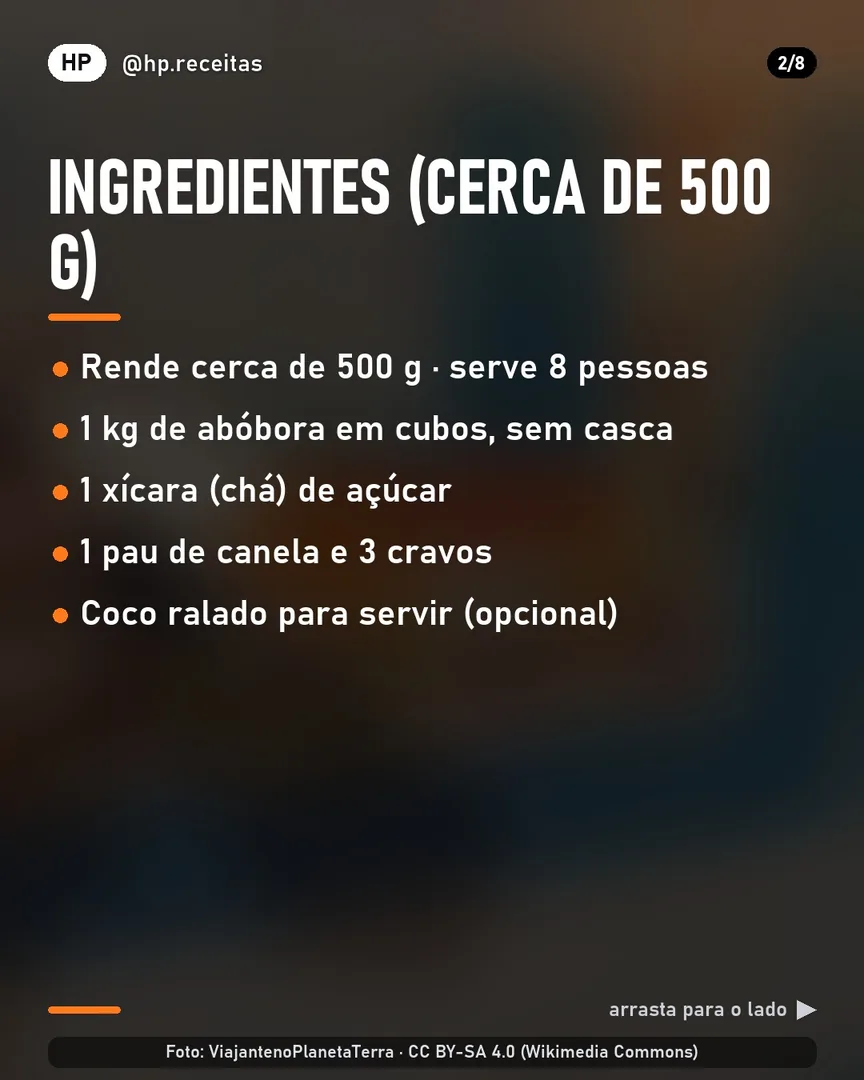 HP @hp.receitas 2/8
INGREDIENTES (CERCA DE 500
G)
• Rende cerca de 500 g · serve 8 pessoas
• 1 kg de abóbora em cubos, sem casca
• 1 xícara (chá) de açúcar
• 1 pau de canela e 3 cravos
• Coco ralado para servir (opcional)
arrasta para o lado ▶
Foto: ViajantenoPlanetaTerra · CC BY-SA 4.0 (Wikimedia Commons)